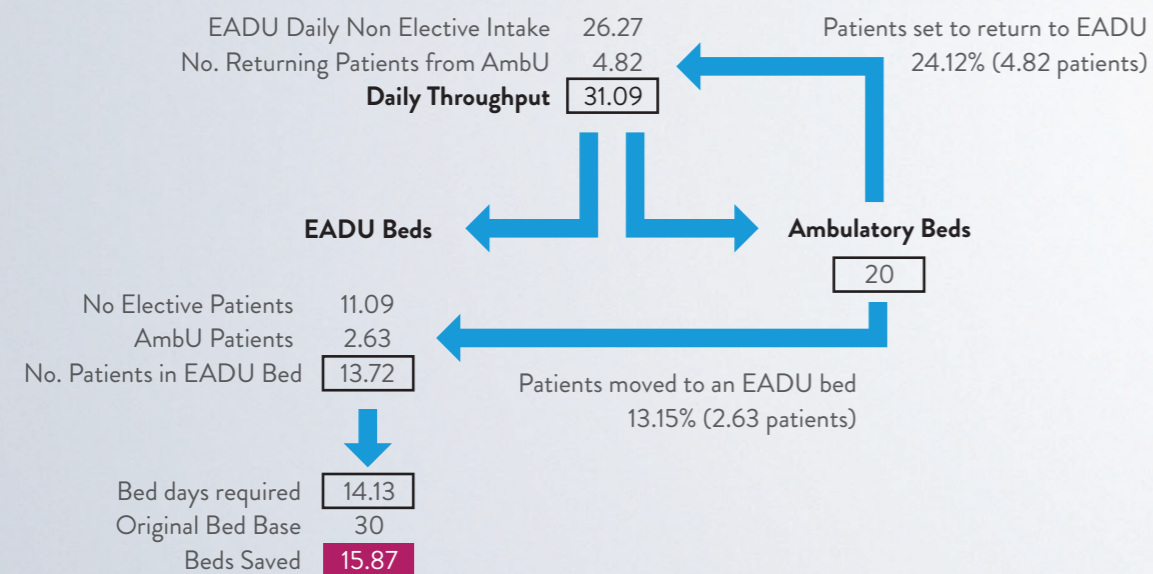 EADU Daily Non Elective Intake 26.27
No. Returning Patients from AmbU 4.82
Daily Throughput 31.09
Patients set to return to EADU
24.12% (4.82 patients)
EADU Beds
Ambulatory Beds
20
No Elective Patients 11.09
AmbU Patients 2.63
No. Patients in EADU Bed 13.72
Patients moved to an EADU bed
13.15% (2.63 patients)
Bed days required 14.13
Original Bed Base 30
Beds Saved 15.87